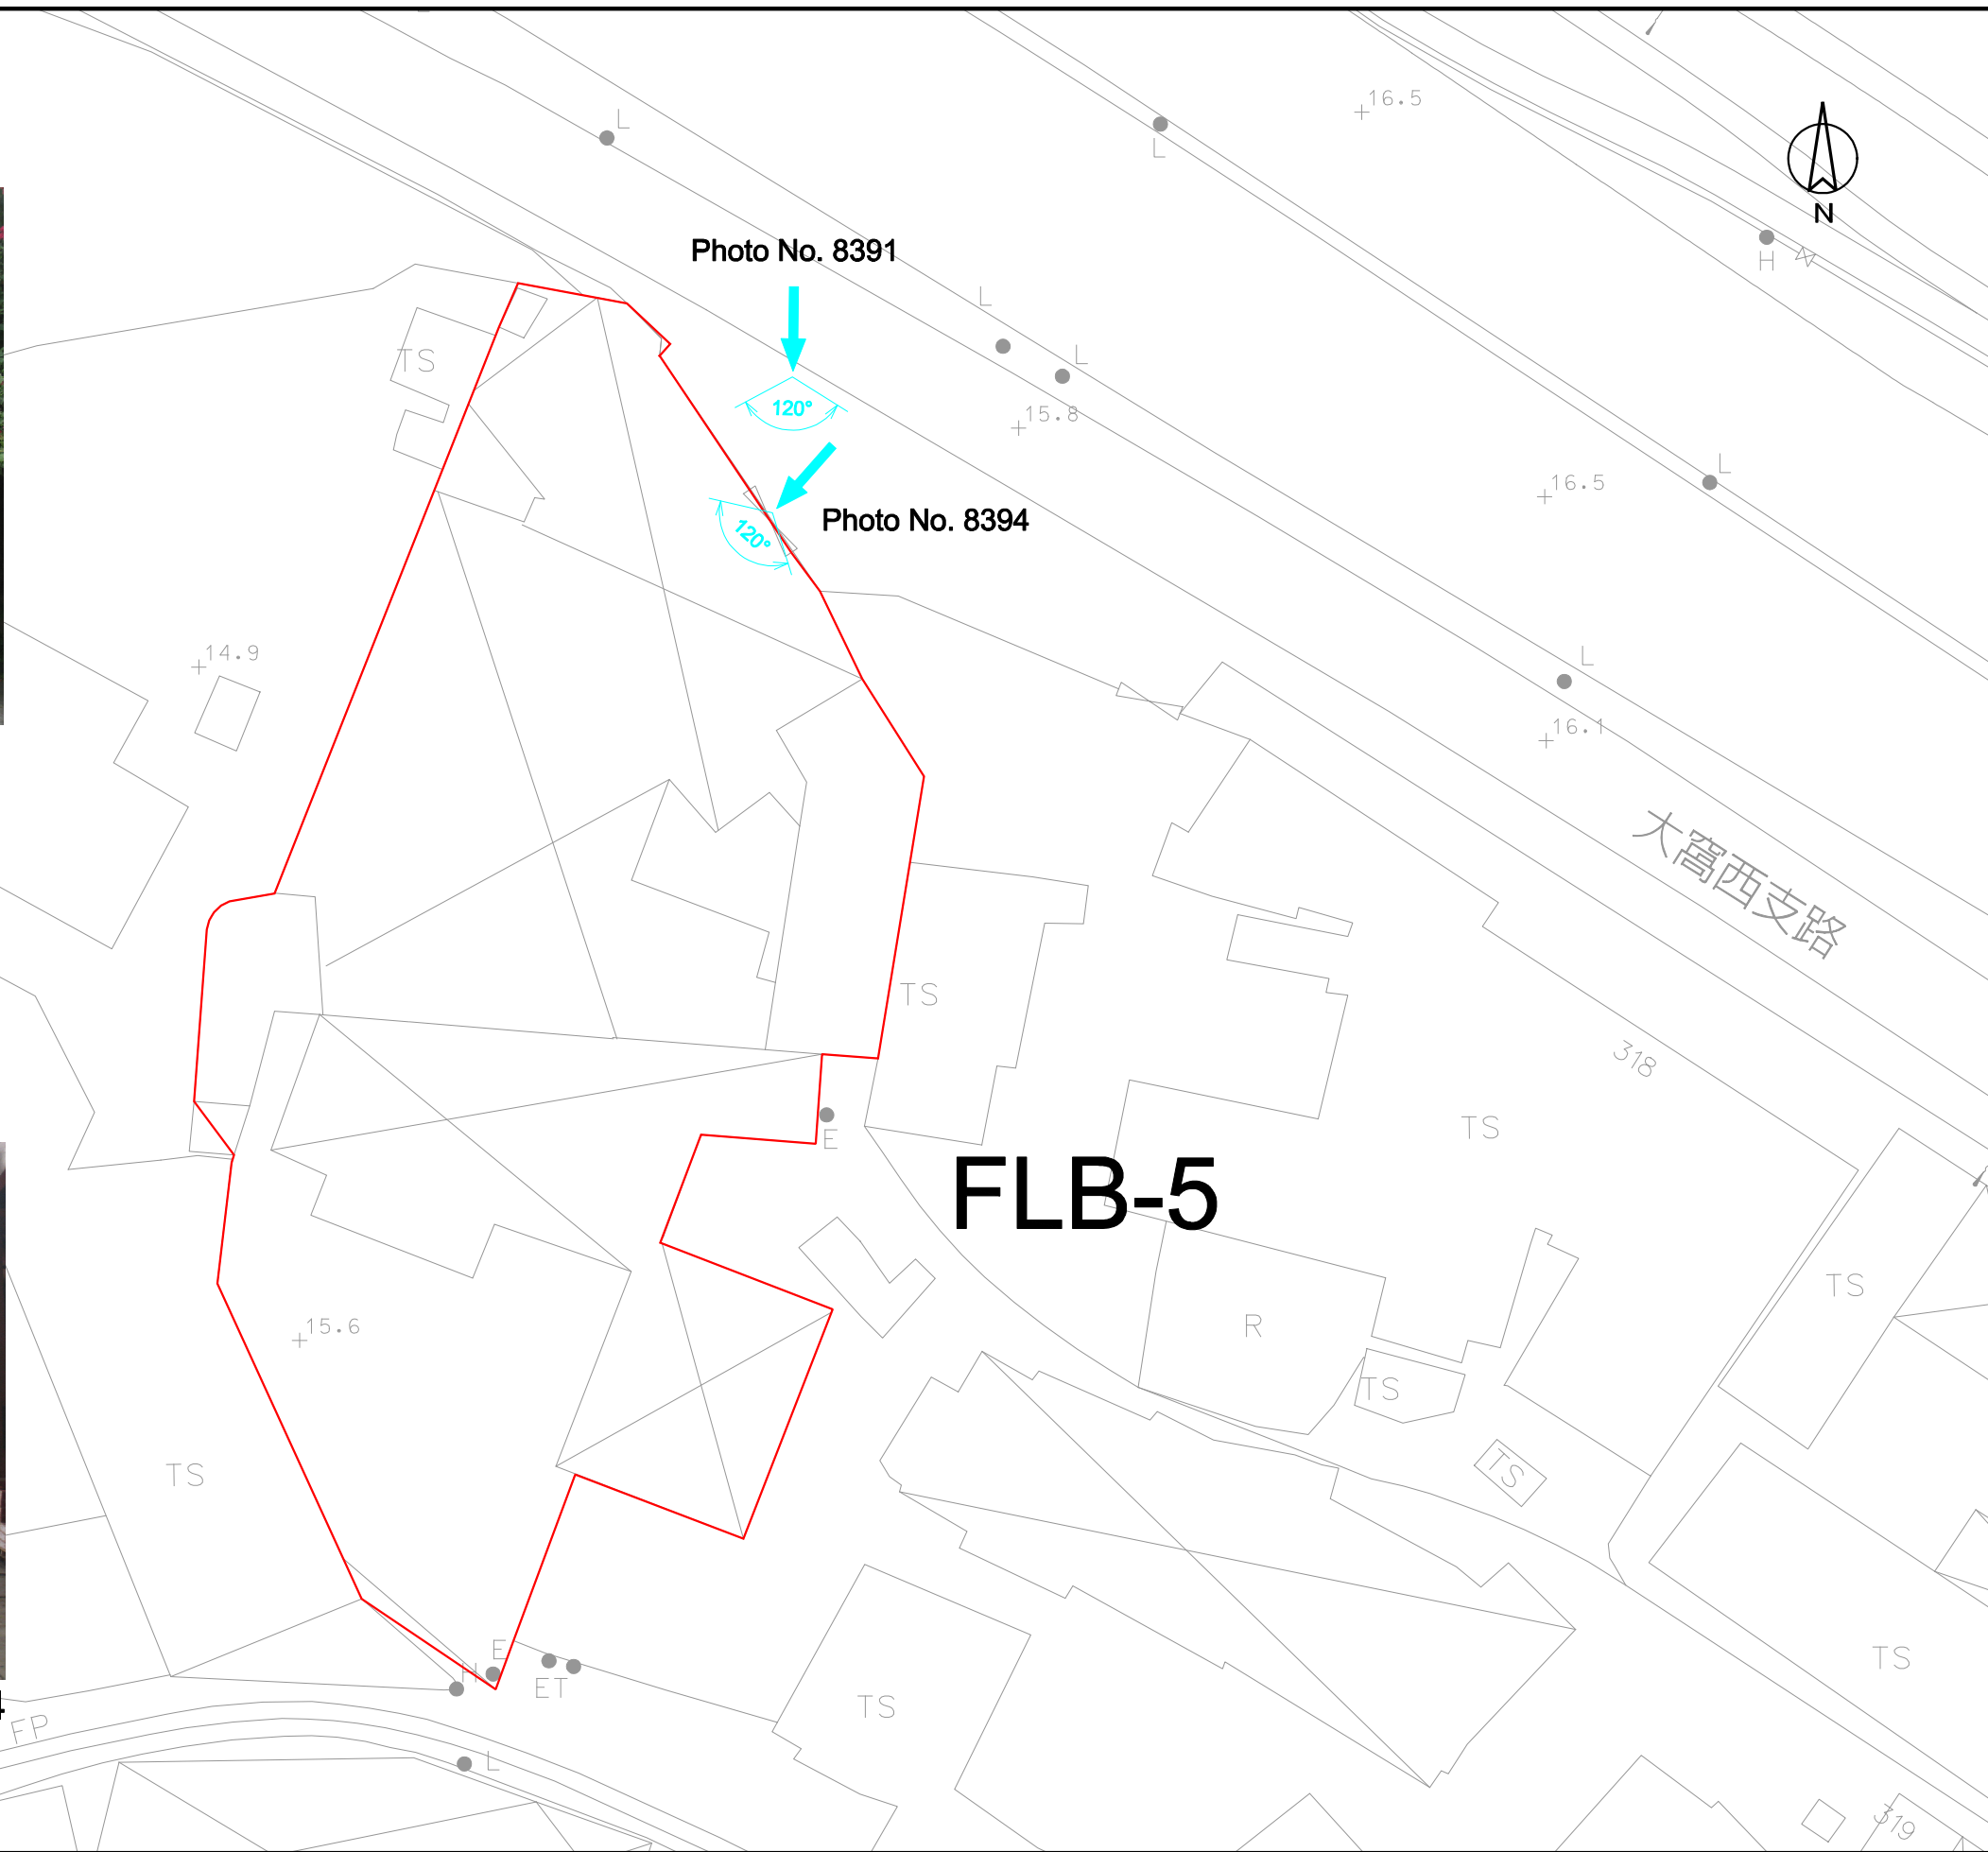 L
L
16.5
N
H
Photo No. 8391
L
L
TS
120°
15.8
L
16.5
Photo No. 8394
120°
14.9
L
16.1
大窩西支路
TS
318
E
TS
FLB-5
TS
15.6
R
TS
TS
TS
E
H
ET
TS
TS
FP
L
319